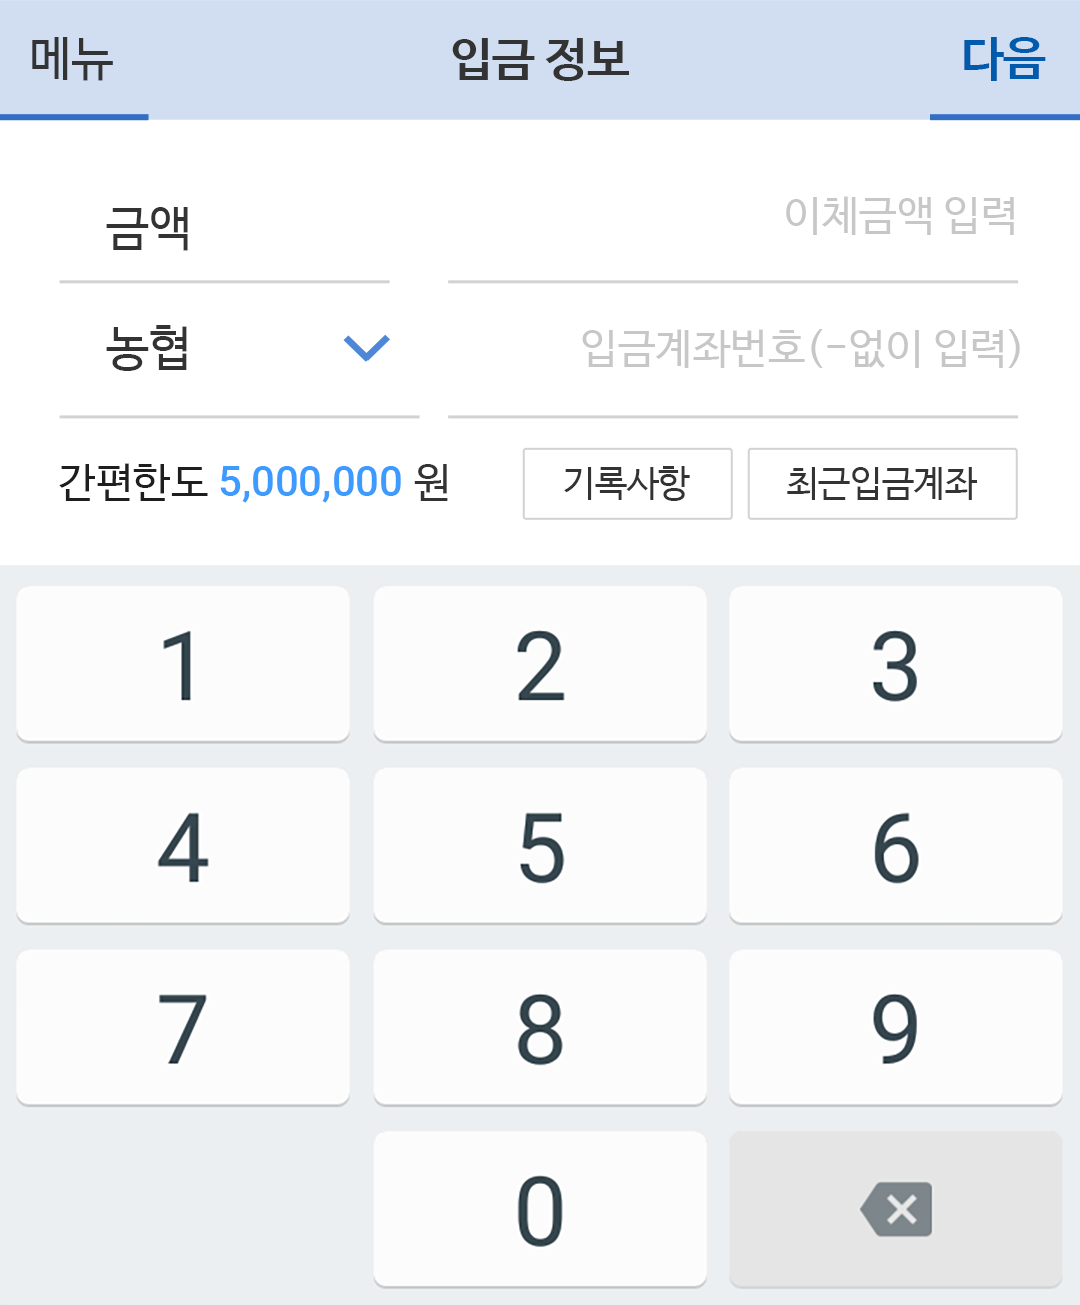 메뉴 입금 정보 다음
금액 이체금액 입력
농협 입금계좌번호(-없이 입력)
간편한도 5,000,000 원 기록사항 최근입금계좌
1 2 3
4 5 6
7 8 9
0